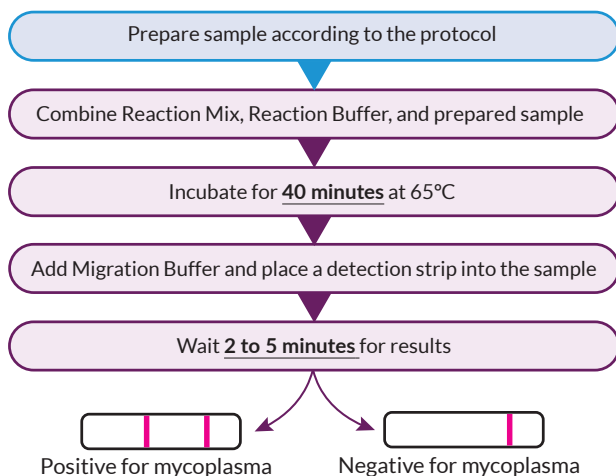 Prepare sample according to the protocol
Combine Reaction Mix, Reaction Buffer, and prepared sample
Incubate for 40 minutes at 65ºC
Add Migration Buffer and place a detection strip into the sample
Wait 2 to 5 minutes for results
Positive for mycoplasma
Negative for mycoplasma